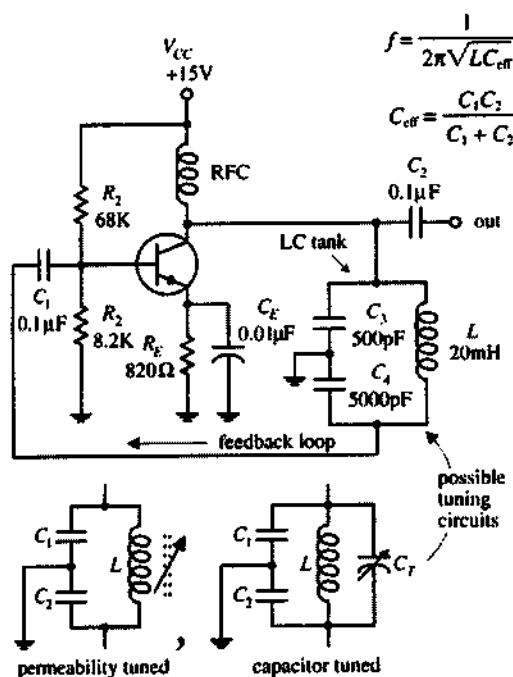 f = 1 / 2π√LC_eff
V_CC
+15V
C_eff = C_1C_2 / C_1 + C_2
RFC
C_2
0.1µF
R_2
68K
out
LC tank
C_1
0.1µF
R_2
8.2K
R_E
820Ω
C_E
0.01µF
C_3
500pF
C_4
5000pF
L
20mH
feedback loop
possible
tuning
circuits
C_1
L
C_2
,
C_1
L
C_T
C_2
permeability tuned
capacitor tuned